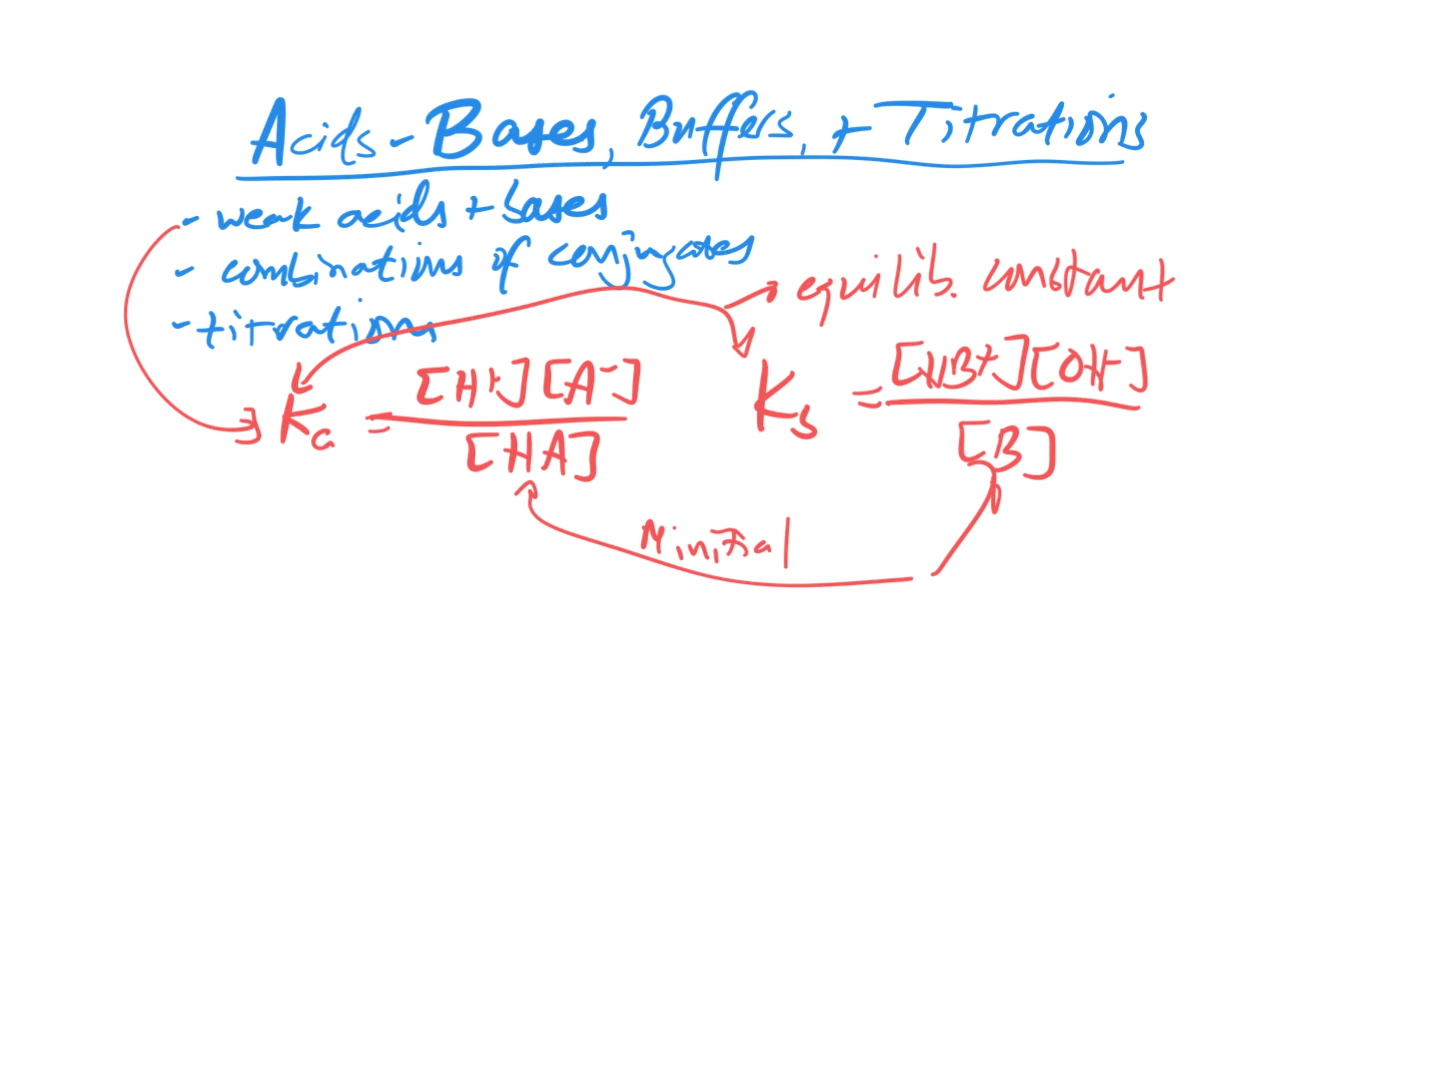 Acids-Bases, Buffers, + Titrations
- weak acids + bases
- combinations of conjugates
- titrations
equilib. constant
Ka = [H+][A-] / [HA]
Kb = [HB+][OH-] / [B]
M initial